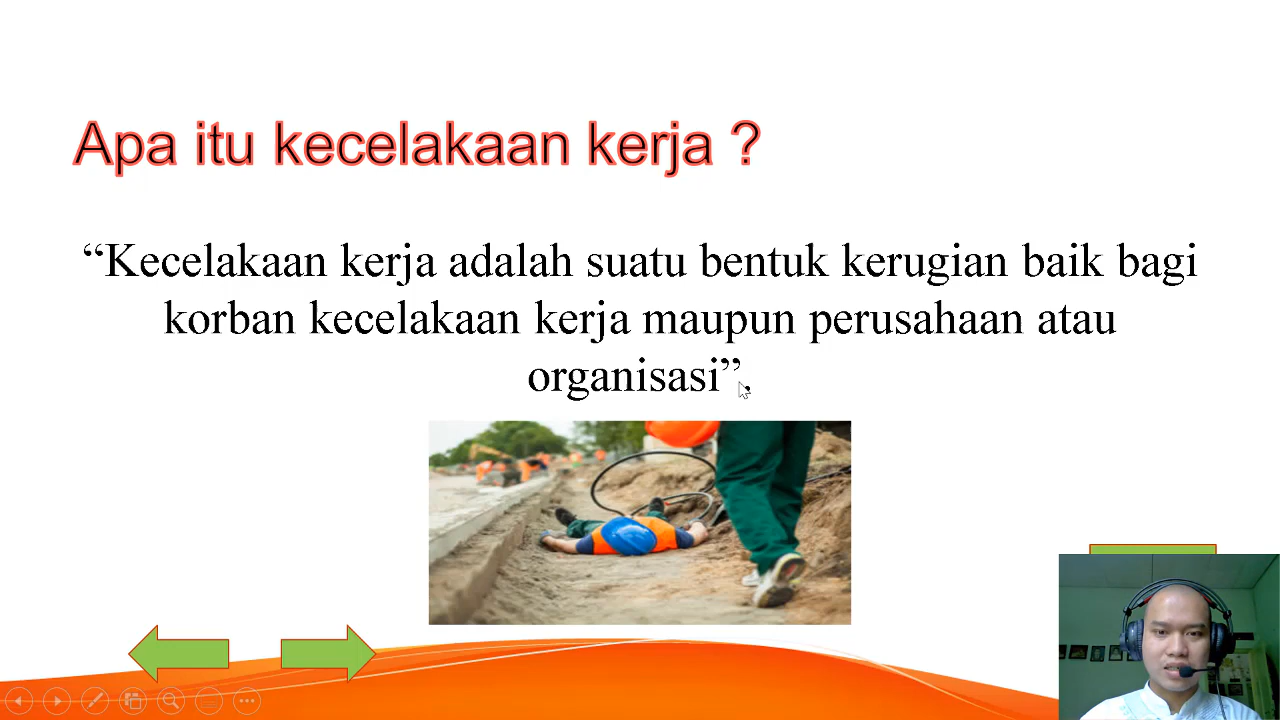 Apa itu kecelakaan kerja ?
“Kecelakaan kerja adalah suatu bentuk kerugian baik bagi
korban kecelakaan kerja maupun perusahaan atau
organisasi”.